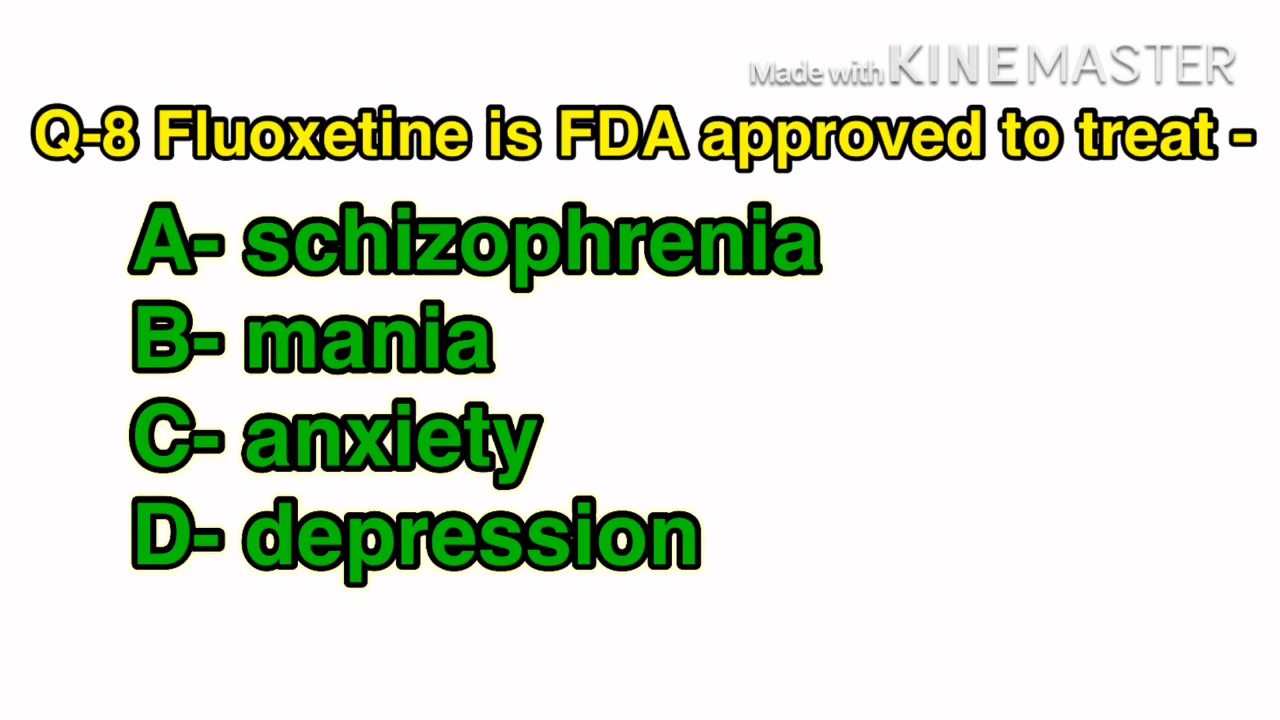 Made with KINEMASTER
Q-8 Fluoxetine is FDA approved to treat -
A- schizophrenia
B- mania
C- anxiety
D- depression